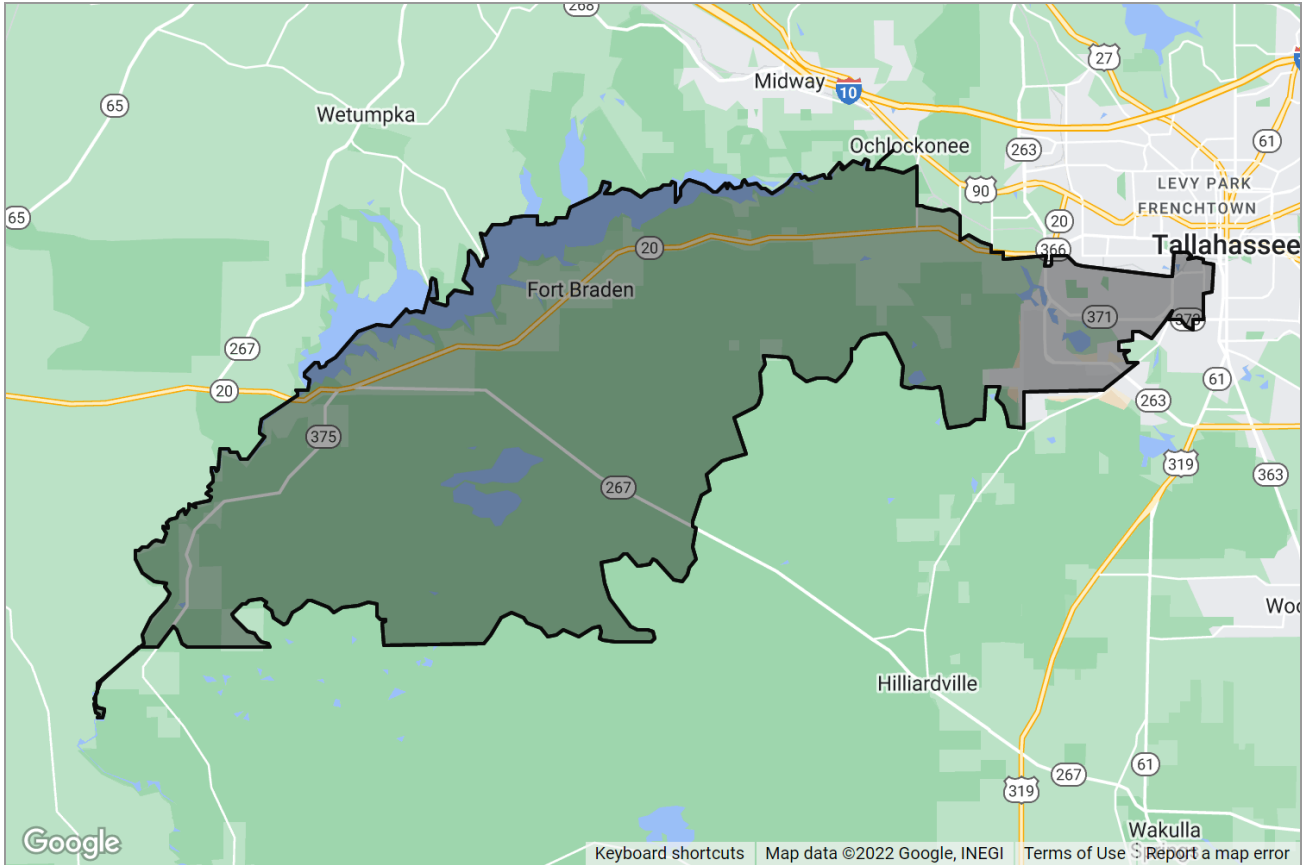 268
27
Midway
10
65
Wetumpka
61
Ochlockonee
263
90
LEVY PARK
FRENCHTOWN
65
20
366
Tallahassee
20
Fort Braden
371
373
267
20
61
263
375
319
363
267
Hilliardville
267
61
319
Wakulla
Google
Keyboard shortcuts
Map data ©2022 Google, INEGI
Terms of Use
Report a map error